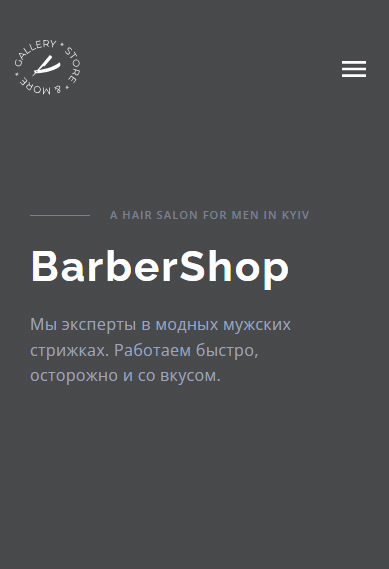 GALLERY * STORE * & MORE *
A HAIR SALON FOR MEN IN KYIV
BarberShop
Мы эксперты в модных мужских
стрижках. Работаем быстро,
осторожно и со вкусом.